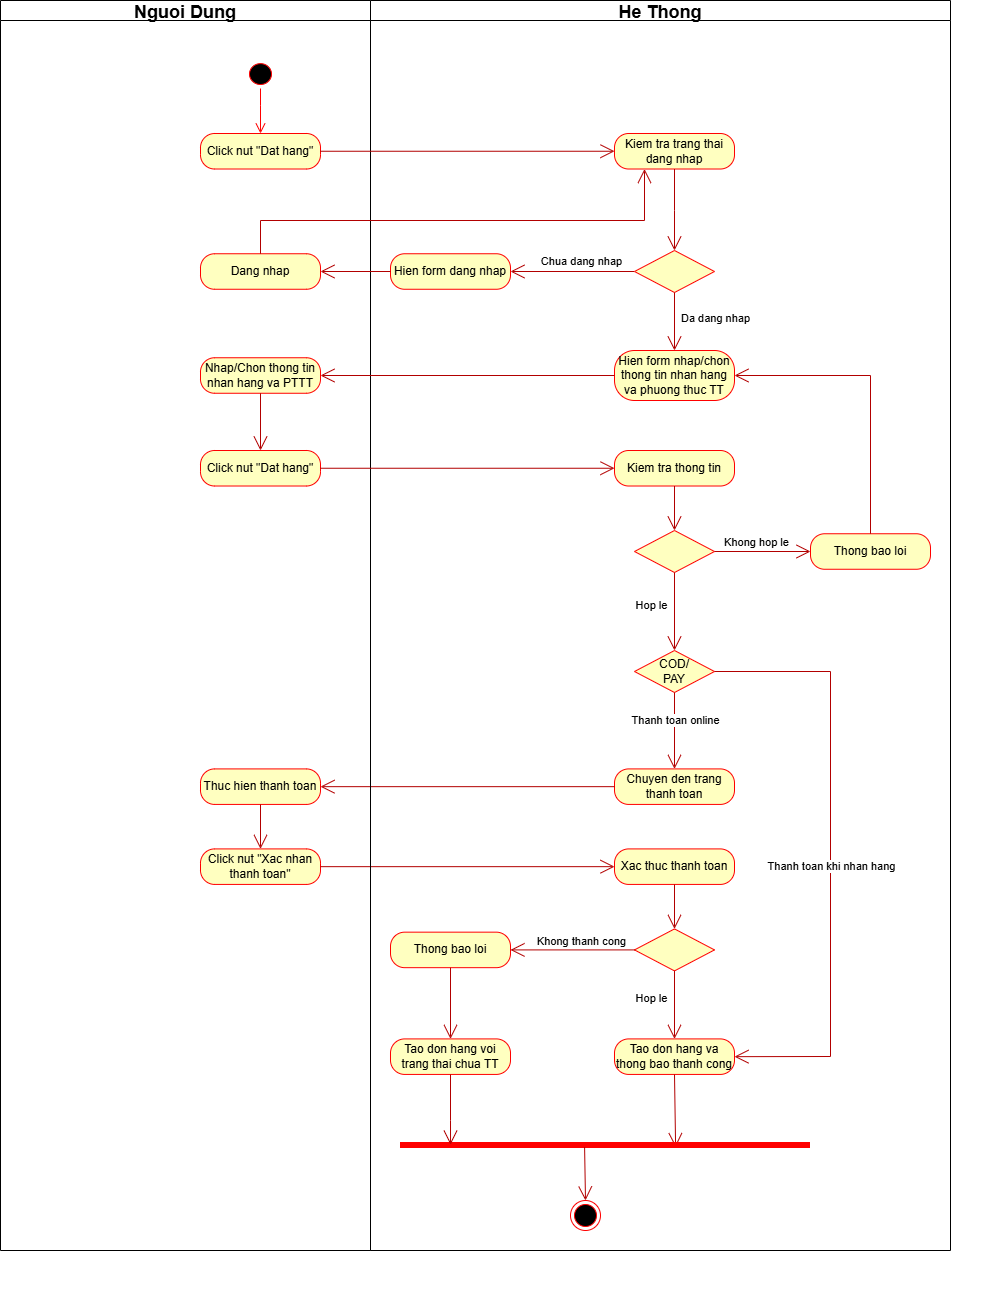 Nguoi Dung
He Thong
Click nut "Dat hang"
Kiem tra trang thai
dang nhap
Dang nhap
Hien form dang nhap
Chua dang nhap
Da dang nhap
Nhap/Chon thong tin
nhan hang va PTTT
Hien form nhap/chon
thong tin nhan hang
va phuong thuc TT
Click nut "Dat hang"
Kiem tra thong tin
Khong hop le
Thong bao loi
Hop le
COD/
PAY
Thanh toan online
Thuc hien thanh toan
Chuyen den trang
thanh toan
Click nut "Xac nhan
thanh toan"
Xac thuc thanh toan
Thanh toan khi nhan hang
Thong bao loi
Khong thanh cong
Hop le
Tao don hang voi
trang thai chua TT
Tao don hang va
thong bao thanh cong